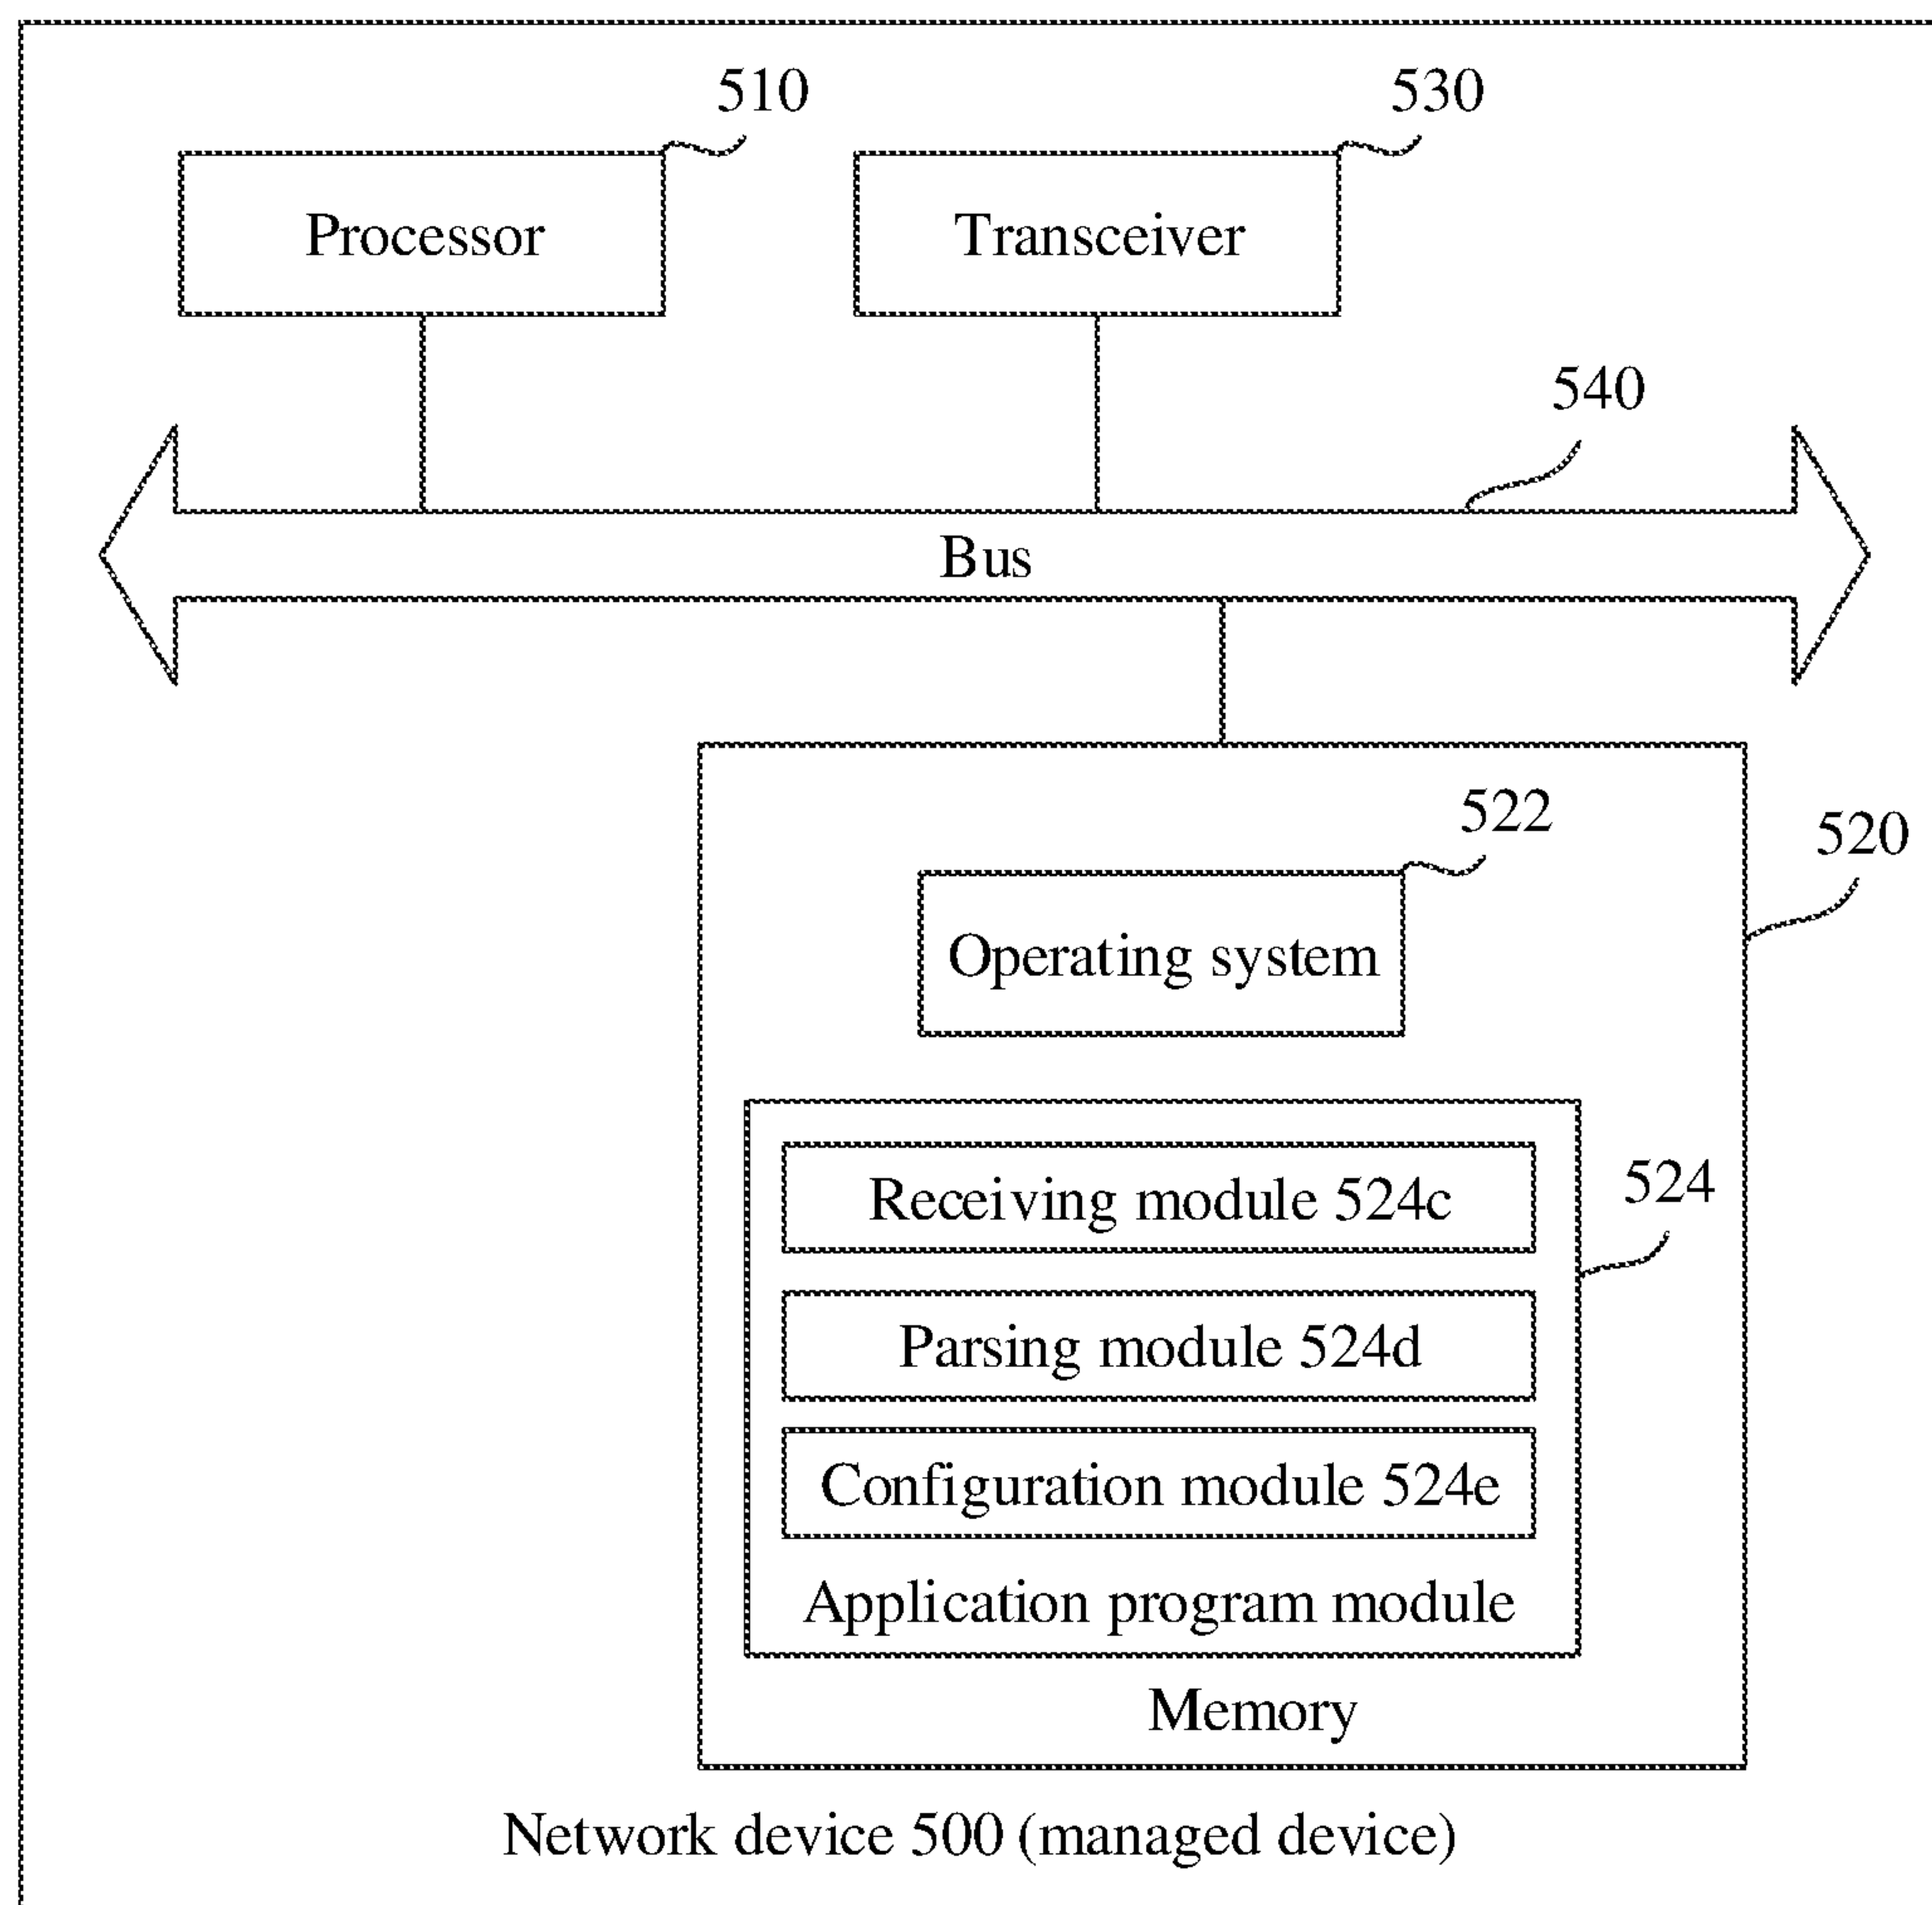 510
530
Processor
Transceiver
540
Bus
522
520
Operating system
Receiving module 524c
524
Parsing module 524d
Configuration module 524e
Application program module
Memory
Network device 500 (managed device)